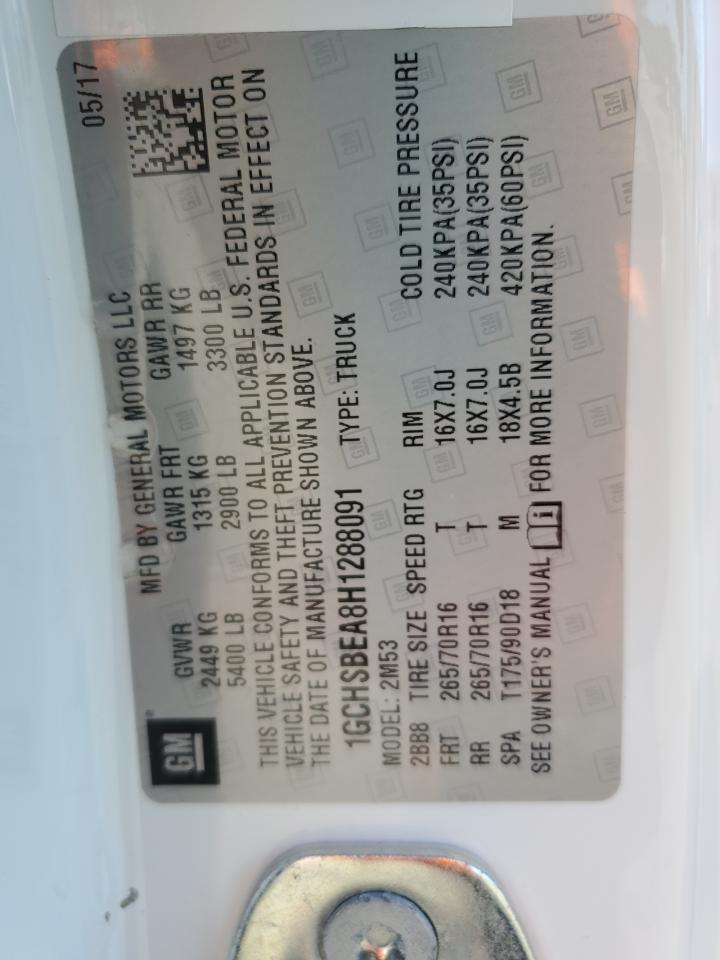 GM
MFD BY GENERAL MOTORS LLC 05/17
GVWR GAWR FRT GAWR RR
2449 KG 1315 KG 1497 KG
5400 LB 2900 LB 3300 LB
THIS VEHICLE CONFORMS TO ALL APPLICABLE U.S. FEDERAL MOTOR
VEHICLE SAFETY AND THEFT PREVENTION STANDARDS IN EFFECT ON
THE DATE OF MANUFACTURE SHOWN ABOVE.
1GCHSBEA8H1288091 TYPE: TRUCK
MODEL: 2M53
2BB8 TIRE SIZE SPEED RTG RIM COLD TIRE PRESSURE
FRT 265/70R16 T 16X7.0J 240KPA(35PSI)
RR 265/70R16 T 16X7.0J 240KPA(35PSI)
SPA T175/90D18 M 18X4.5B 420KPA(60PSI)
SEE OWNER'S MANUAL i FOR MORE INFORMATION.